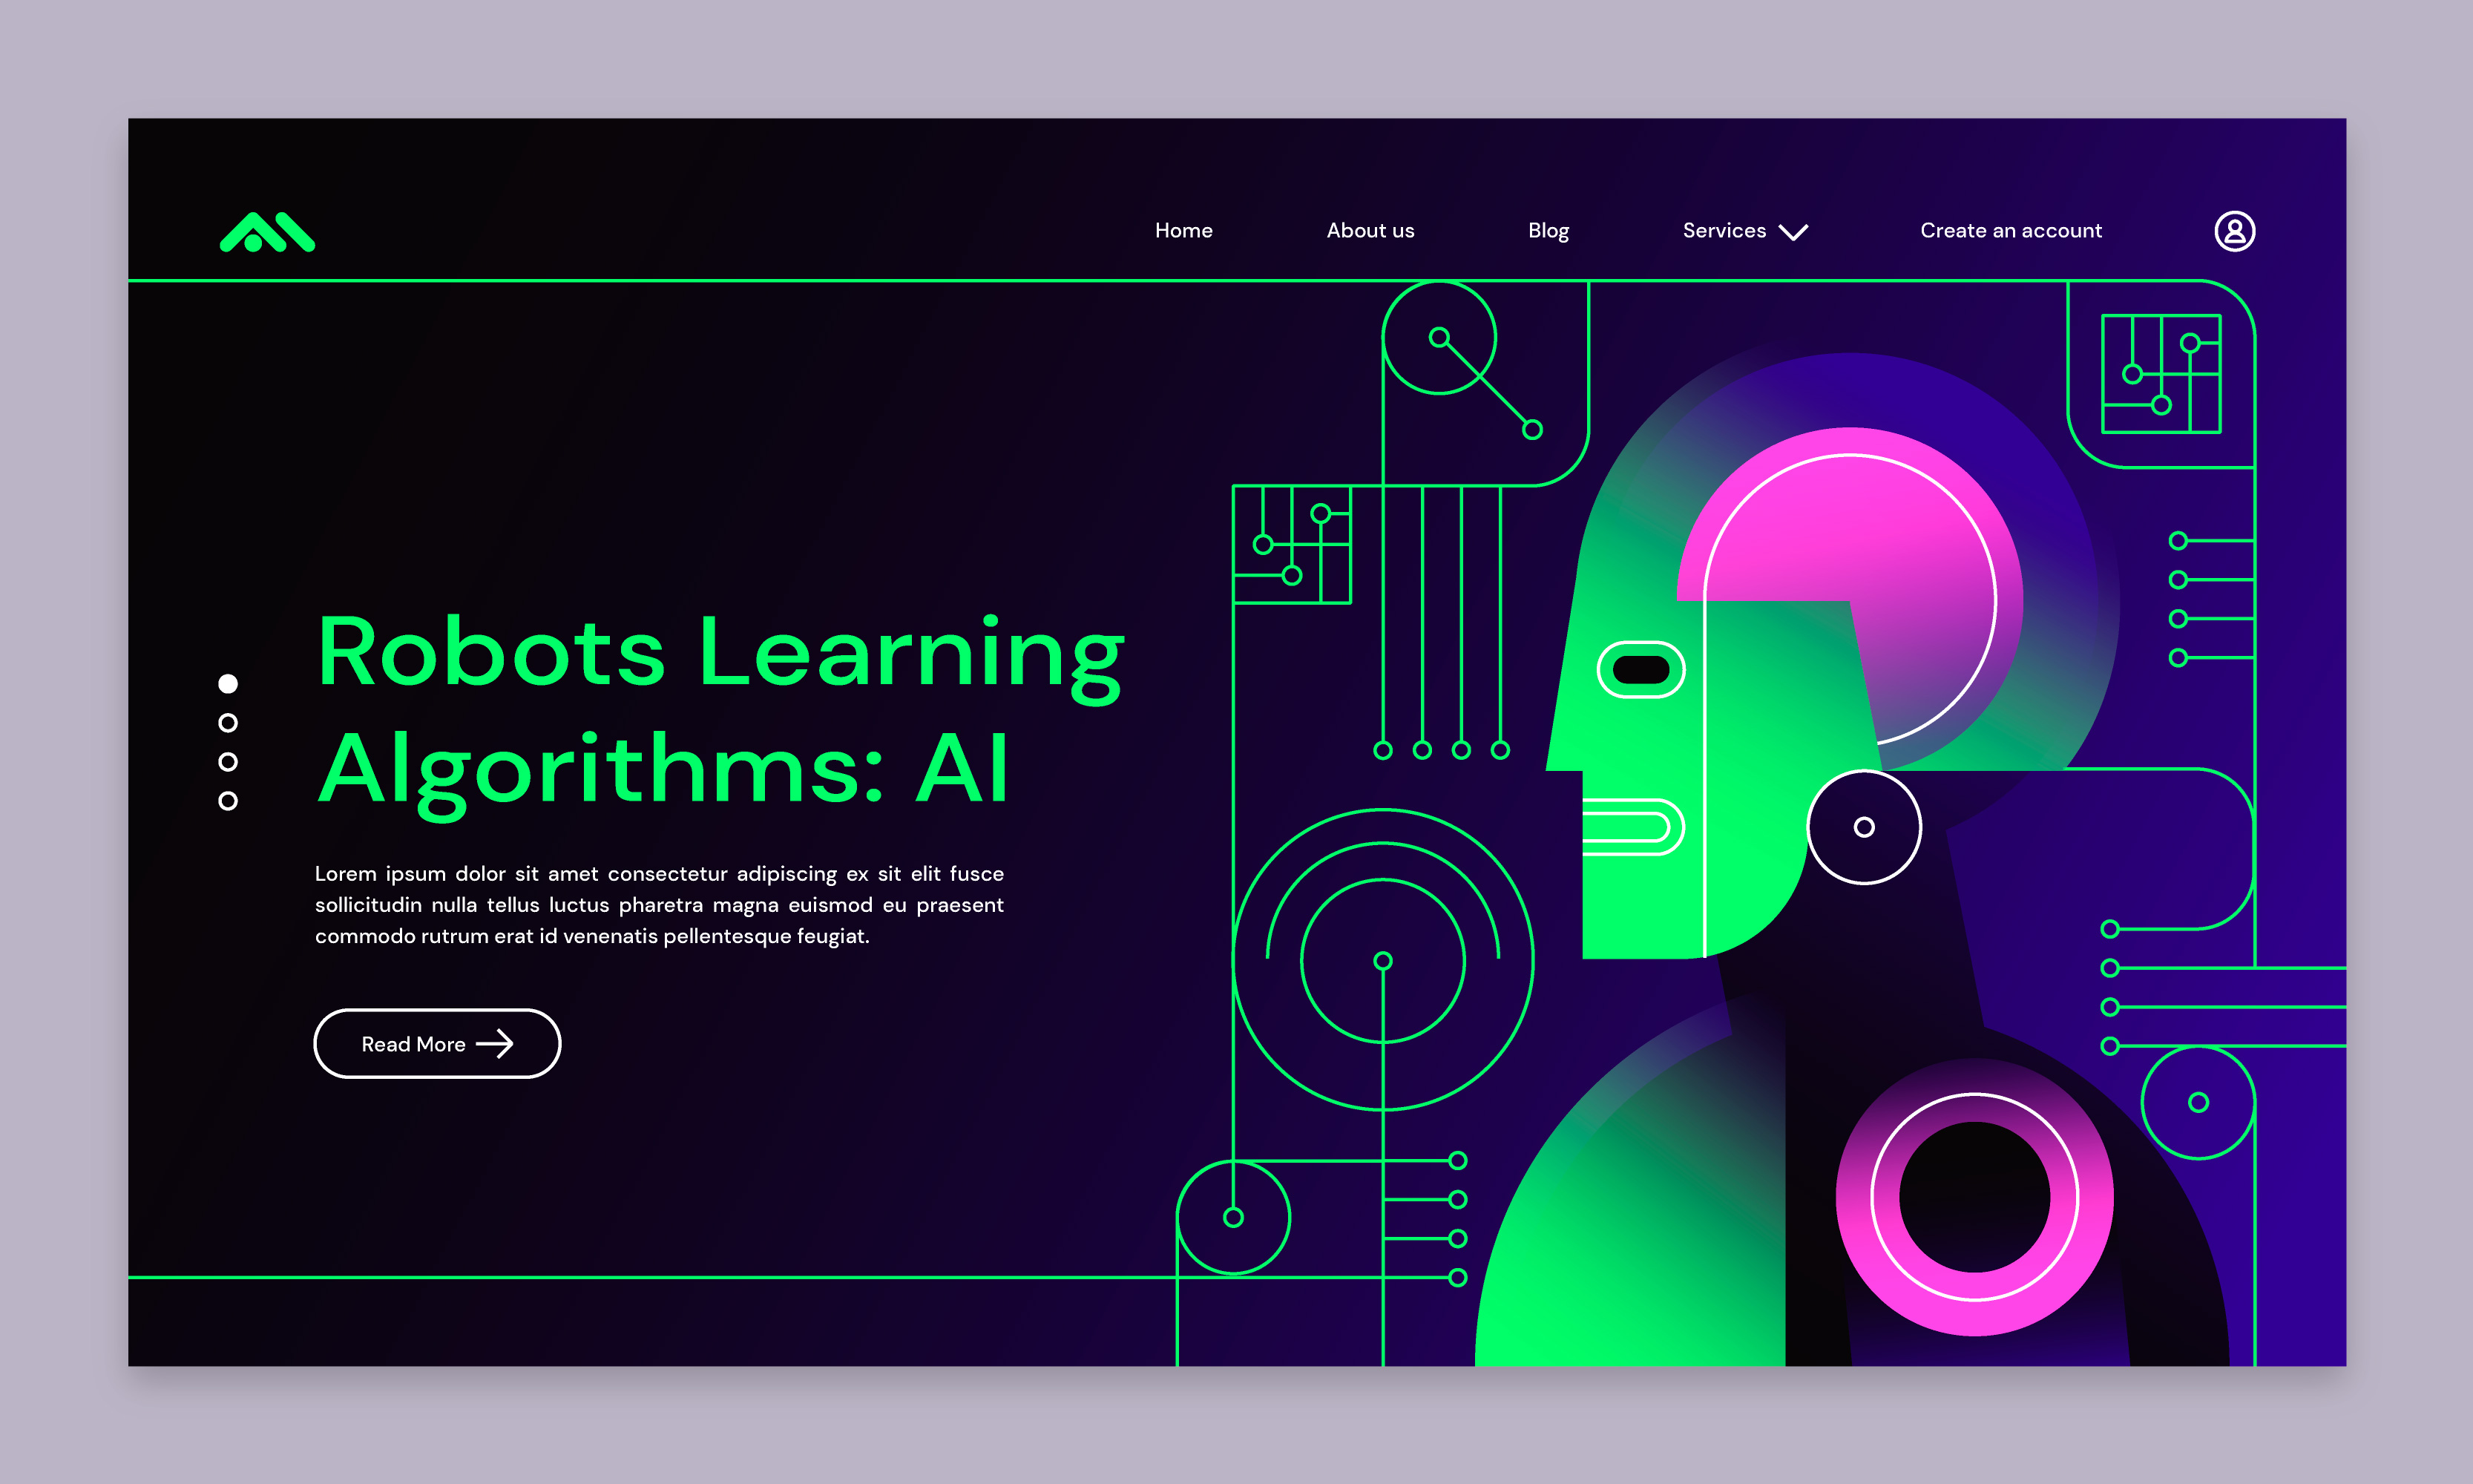 Home About us Blog Services Create an account
Robots Learning
Algorithms: AI
Lorem ipsum dolor sit amet consectetur adipiscing ex sit elit fusce
sollicitudin nulla tellus luctus pharetra magna euismod eu praesent
commodo rutrum erat id venenatis pellentesque feugiat.
Read More